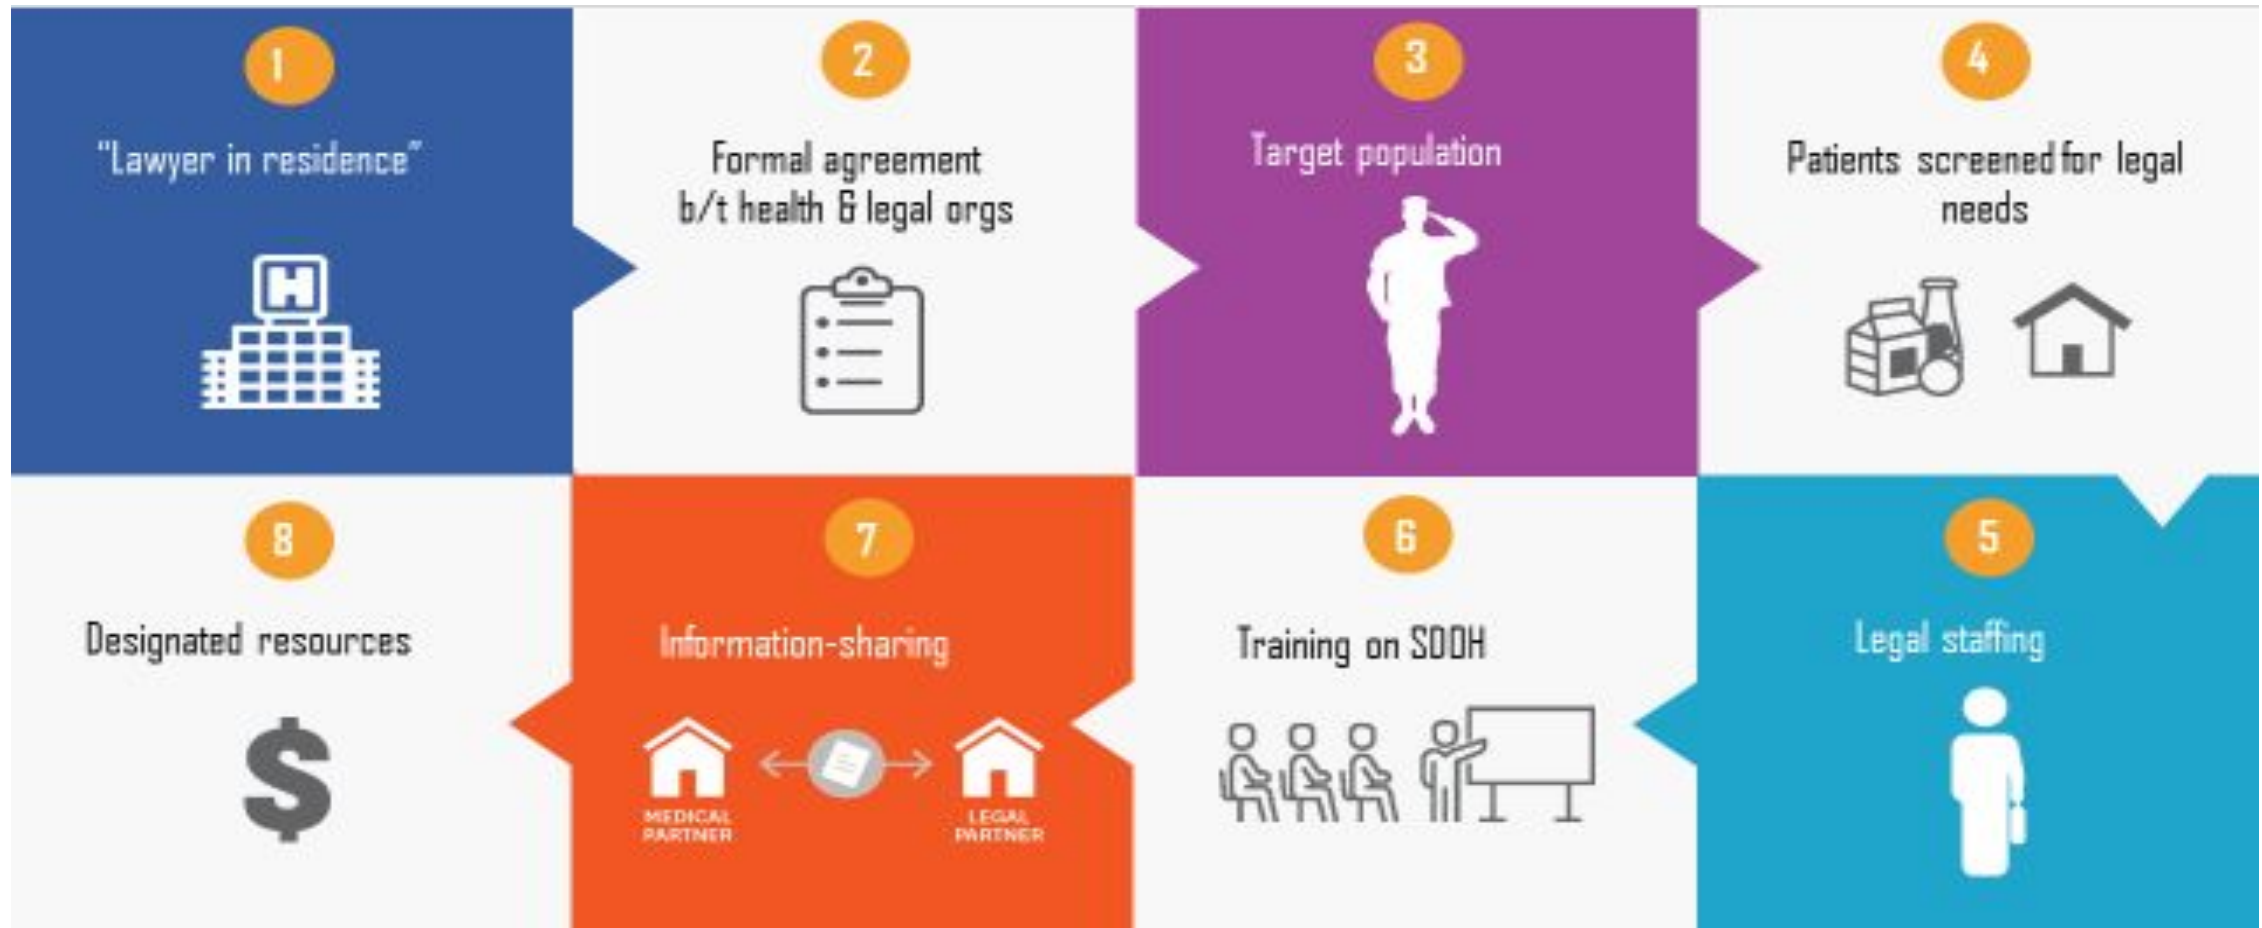 1
"Lawyer in residence"
H
2
Formal agreement
b/t health & legal orgs
3
Target population
4
Patients screened for legal
needs
5
Legal staffing
6
Training on SDOH
7
Information-sharing
MEDICAL
PARTNER
LEGAL
PARTNER
8
Designated resources
$